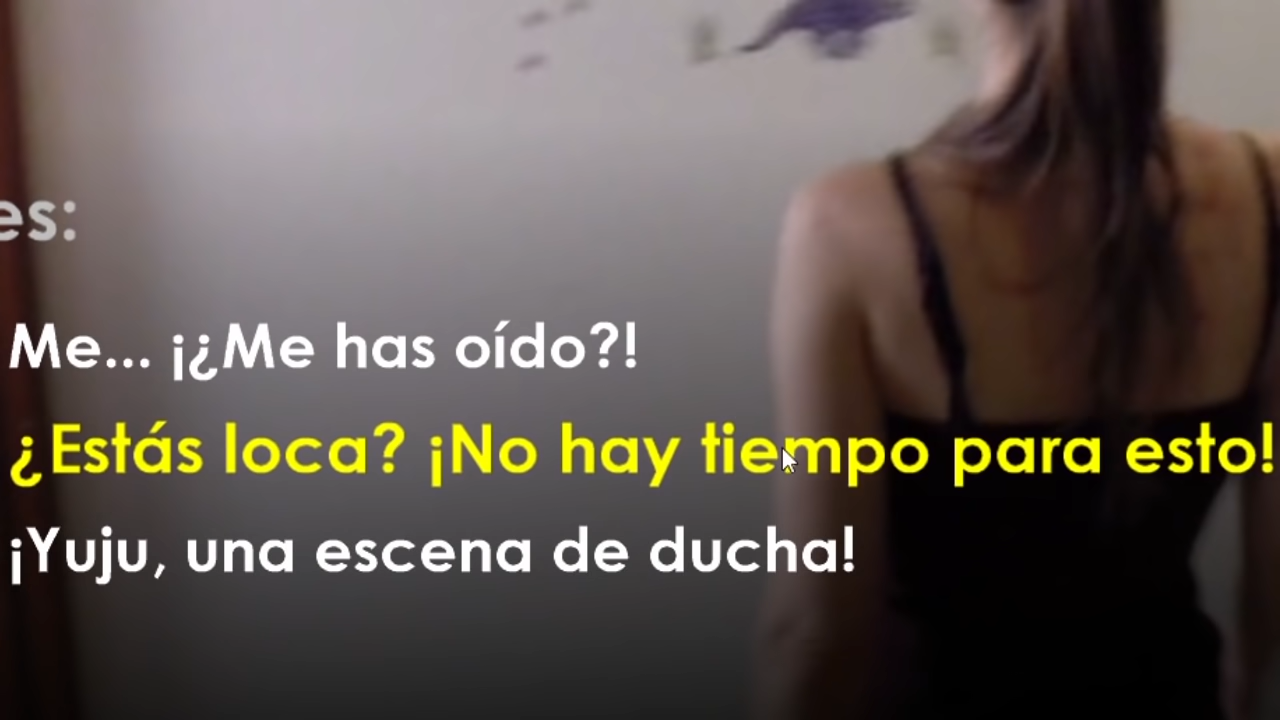 es:
Me... ¡¿Me has oído?!
¿Estás loca? ¡No hay tiempo para esto!
¡Yuju, una escena de ducha!